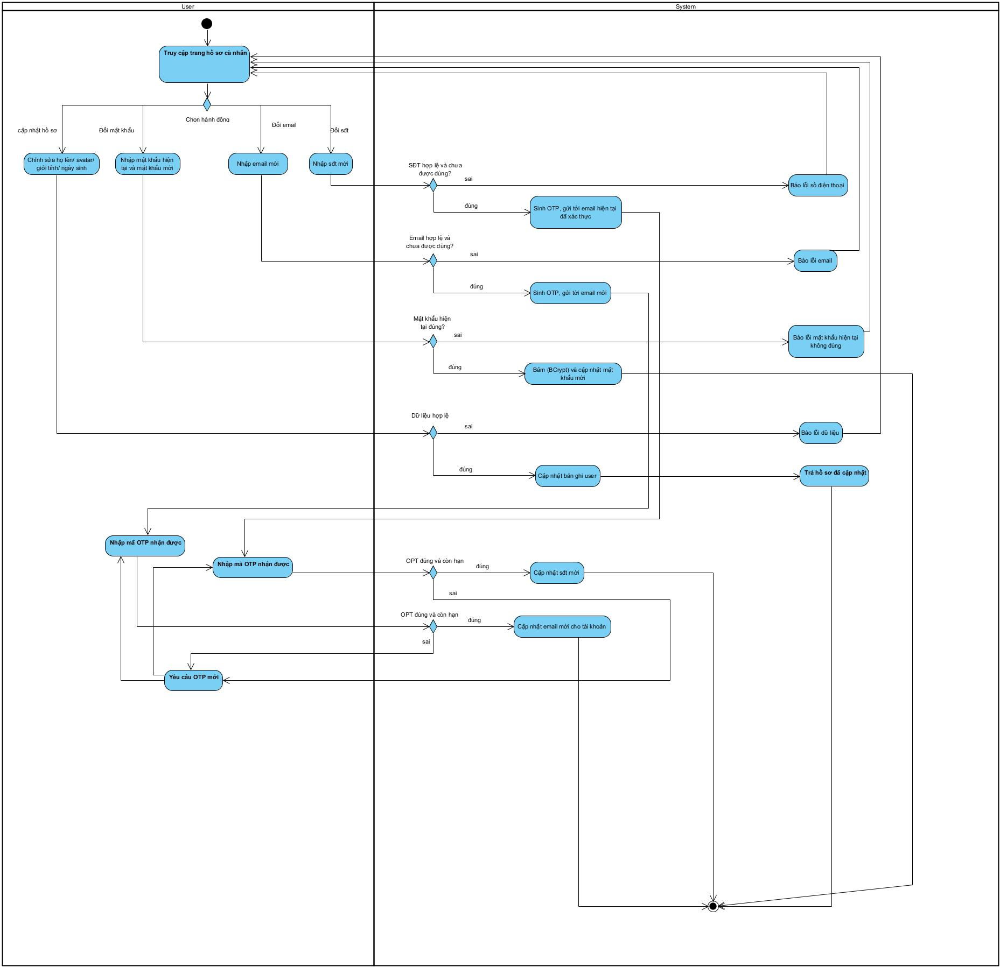 User
System
Truy cập trang hồ sơ cá nhân
Chọn hành động
cập nhật hồ sơ
Đổi mật khẩu
Đổi email
Đổi sđt
Chỉnh sửa họ tên/ avatar/
giới tính/ ngày sinh
Nhập mật khẩu hiện
tại và mật khẩu mới
Nhập email mới
Nhập sđt mới
SĐT hợp lệ và chưa
được dùng?
sai
Báo lỗi số điện thoại
đúng
Sinh OTP, gửi tới email hiện tại
đã xác thực
Email hợp lệ và
chưa được dùng?
sai
Báo lỗi email
đúng
Sinh OTP, gửi tới email mới
Mật khẩu hiện
tại đúng?
sai
Báo lỗi mật khẩu hiện tại
không đúng
đúng
Băm (BCrypt) và cập nhật mật
khẩu mới
Dữ liệu hợp lệ
sai
Báo lỗi dữ liệu
đúng
Cập nhật bản ghi user
Trả hồ sơ đã cập nhật
Nhập mã OTP nhận được
Nhập mã OTP nhận được
OPT đúng và còn hạn
đúng
Cập nhật sđt mới
sai
OPT đúng và còn hạn
đúng
Cập nhật email mới cho tài khoản
sai
Yêu cầu OTP mới